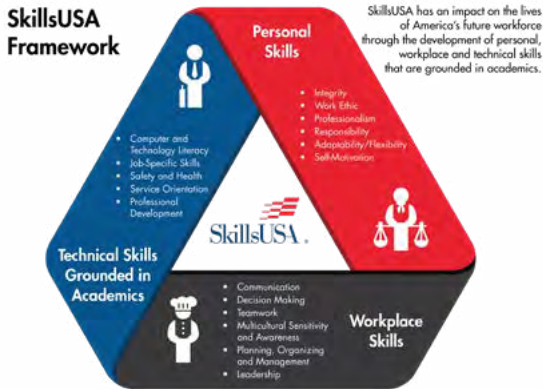 SkillsUSA
Framework
SkillsUSA has an impact on the lives
of America's future workforce
through the development of personal,
workplace and technical skills
that are grounded in academics.
Personal
Skills
• Integrity
• Work Ethic
• Professionalism
• Responsibility
• Adaptability/Flexibility
• Self-Motivation
• Computer and
Technology Literacy
• Job-Specific Skills
• Safety and Health
• Service Orientation
• Professional
Development
SkillsUSA®
Technical Skills
Grounded in
Academics
• Communication
• Decision Making
• Teamwork
• Multicultural Sensitivity
and Awareness
• Planning, Organizing
and Management
• Leadership
Workplace
Skills